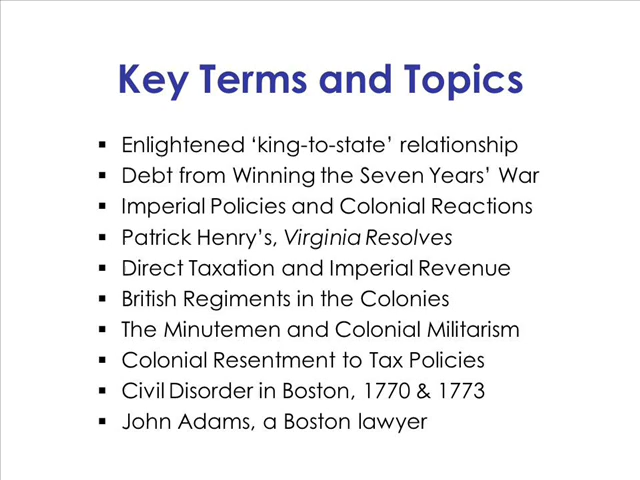 Key Terms and Topics
▪ Enlightened ‘king-to-state’ relationship
▪ Debt from Winning the Seven Years’ War
▪ Imperial Policies and Colonial Reactions
▪ Patrick Henry’s, Virginia Resolves
▪ Direct Taxation and Imperial Revenue
▪ British Regiments in the Colonies
▪ The Minutemen and Colonial Militarism
▪ Colonial Resentment to Tax Policies
▪ Civil Disorder in Boston, 1770 & 1773
▪ John Adams, a Boston lawyer